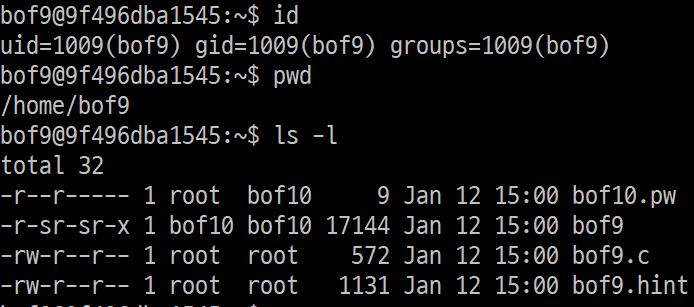 bof9@9f496dba1545:~$ id
uid=1009(bof9) gid=1009(bof9) groups=1009(bof9)
bof9@9f496dba1545:~$ pwd
/home/bof9
bof9@9f496dba1545:~$ ls -l
total 32
-r--r----- 1 root  bof10     9 Jan 12 15:00 bof10.pw
-r-sr-sr-x 1 bof10 bof10 17144 Jan 12 15:00 bof9
-rw-r--r-- 1 root  root    572 Jan 12 15:00 bof9.c
-rw-r--r-- 1 root  root   1131 Jan 12 15:00 bof9.hint